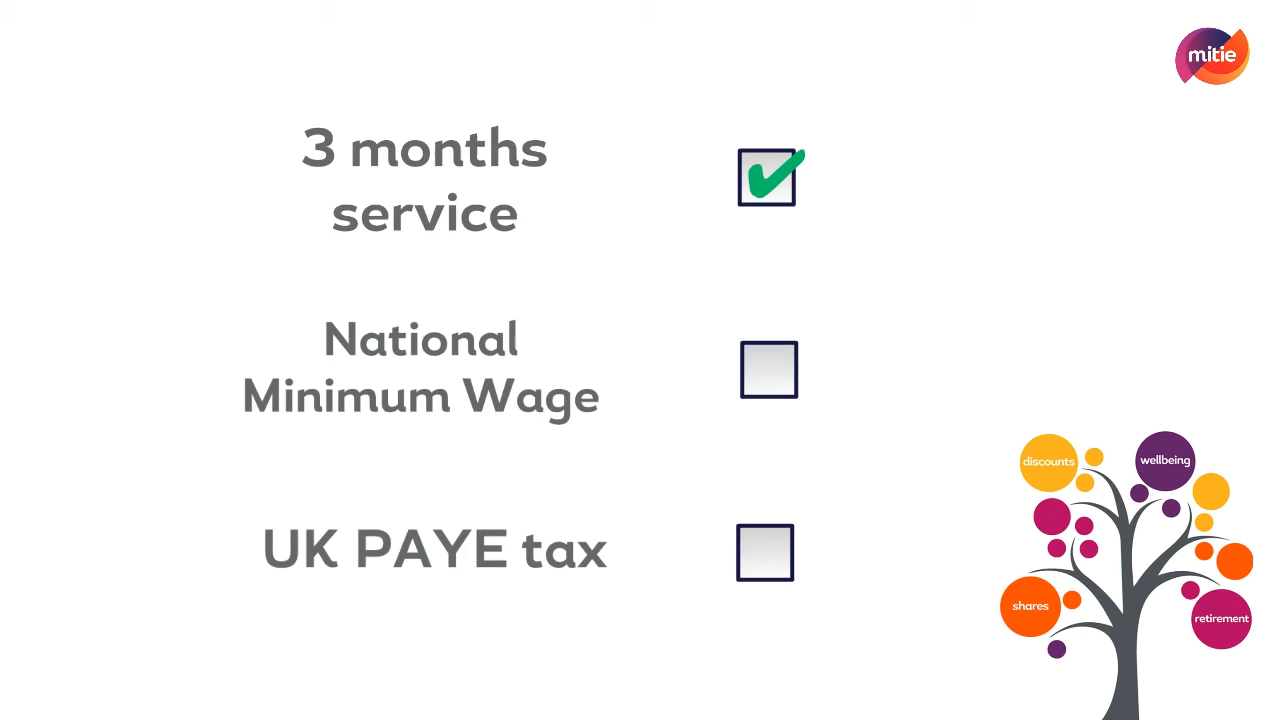 mitie
3 months
service
National
Minimum Wage
UK PAYE tax
discounts
wellbeing
shares
retirement